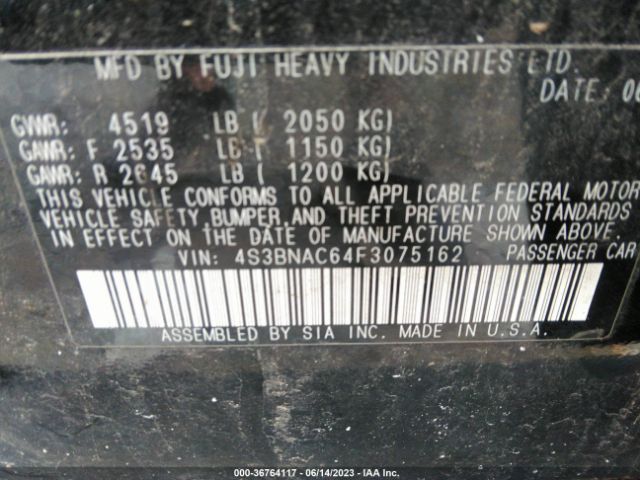 MFD BY FUJI HEAVY INDUSTRIES LTD.
DATE: 06
GVWR: 4519 LB ( 2050 KG)
GAWR: F 2535 LB ( 1150 KG)
GAWR: R 2645 LB ( 1200 KG)
THIS VEHICLE CONFORMS TO ALL APPLICABLE FEDERAL MOTOR
VEHICLE SAFETY BUMPER AND THEFT PREVENTION STANDARDS
IN EFFECT ON THE DATE OF MANUFACTURE SHOWN ABOVE.
VIN: 4S3BNAC64F3075162 PASSENGER CAR
ASSEMBLED BY SIA INC. MADE IN U.S.A.
000-36764117 - 06/14/2023 - IAA Inc.